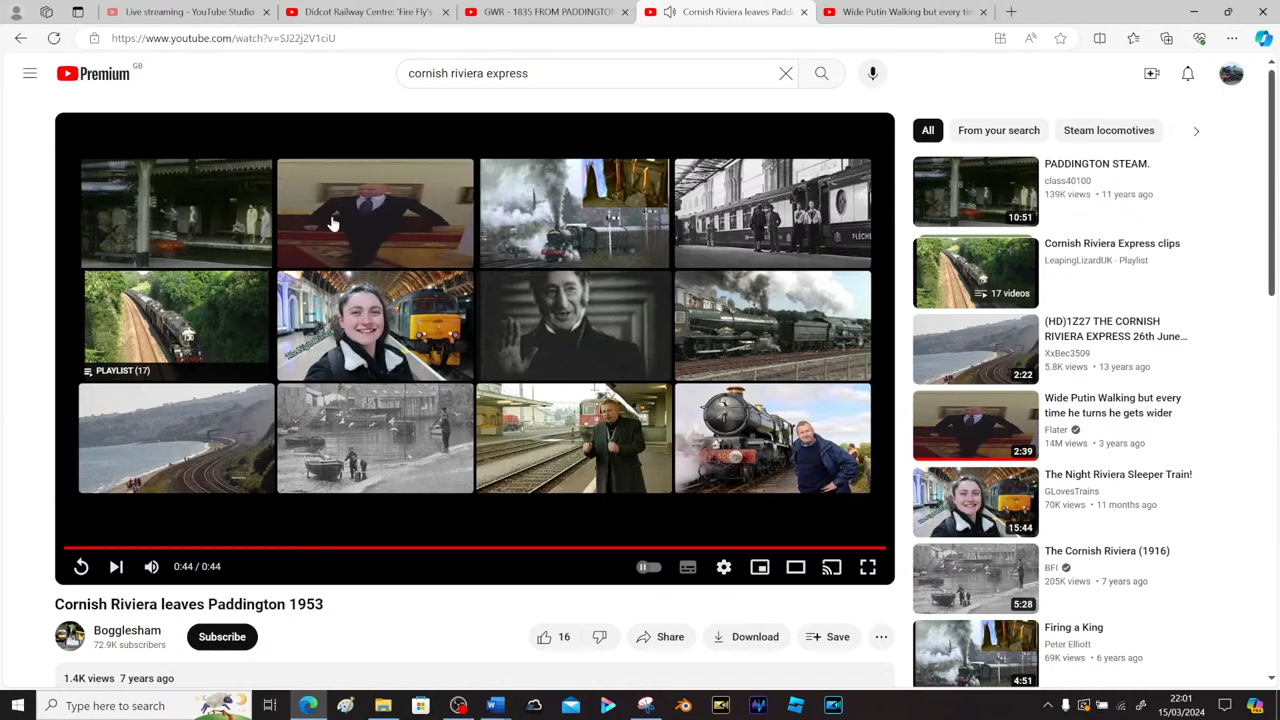 Live streaming - YouTube
Didcot Railway Centre: 'Fire Fly's'
GWR - 1835 FROM PADDINGTON
Cornish Riviera leaves Paddi
Wide Putin Walking but every tim
https://www.youtube.com/watch?v=SJ22j2V1ciU
Premium GB
cornish riviera express
All
From your search
Steam locomotives
PADDINGTON STEAM.
class40100
139K views • 11 years ago
10:51
Cornish Riviera Express clips
LeapingLizardUK • Playlist
17 videos
(HD)1Z27 THE CORNISH
RIVIERA EXPRESS 26th June...
XxBec3509
5.8K views • 13 years ago
2:22
Wide Putin Walking but every
time he turns he gets wider
Flater
14M views • 3 years ago
2:39
The Night Riviera Sleeper Train!
GLovesTrains
70K views • 11 months ago
15:44
The Cornish Riviera (1916)
BFI
205K views • 7 years ago
5:28
Firing a King
Peter Elliott
69K views • 6 years ago
4:51
FLÈCHE
PLAYLIST (17)
0:44 / 0:44
Cornish Riviera leaves Paddington 1953
Bogglesham
72.9K subscribers
Subscribe
16
Share
Download
Save
1.4K views 7 years ago
Type here to search
22:01
15/03/2024